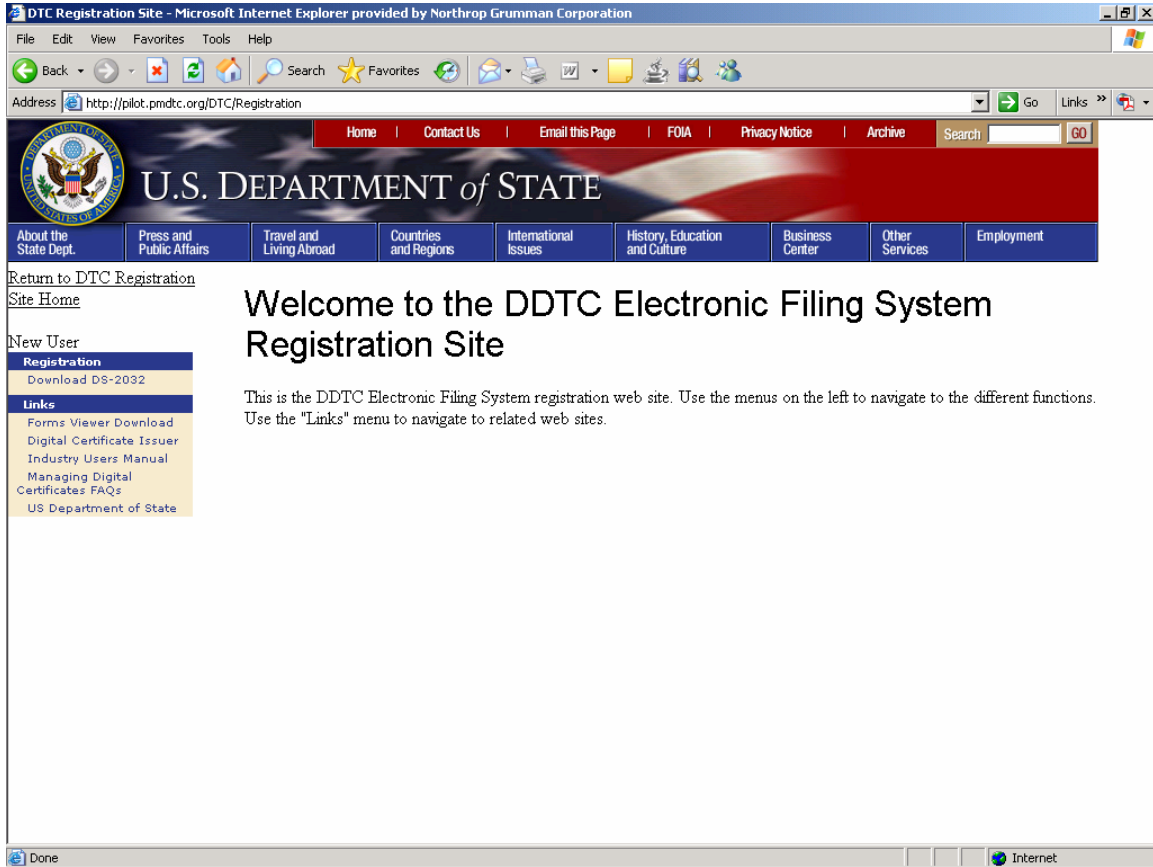 DTC Registration Site - Microsoft Internet Explorer provided by Northrop Grumman Corporation
File Edit View Favorites Tools Help
Back Search Favorites
Address http://pilot.pmdtc.org/DTC/Registration Go Links »
Home | Contact Us | Email this Page | FOIA | Privacy Notice | Archive Search GO
U.S. DEPARTMENT of STATE
About the State Dept. Press and Public Affairs Travel and Living Abroad Countries and Regions International Issues History, Education and Culture Business Center Other Services Employment
Return to DTC Registration
Site Home
New User
Registration
Download DS-2032
Links
Forms Viewer Download
Digital Certificate Issuer
Industry Users Manual
Managing Digital
Certificates FAQs
US Department of State
Welcome to the DDTC Electronic Filing System
Registration Site
This is the DDTC Electronic Filing System registration web site. Use the menus on the left to navigate to the different functions.
Use the "Links" menu to navigate to related web sites.
Done Internet